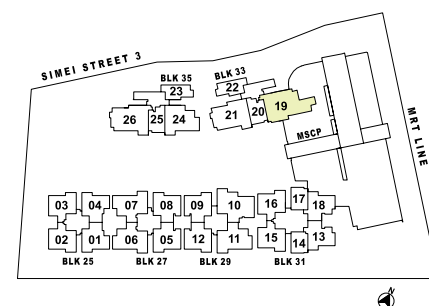 SIMEI STREET 3
BLK 35
BLK 33
23
22
26 25 24
21 20 19
MSCP
MRT LINE
03 04 07 08 09 10 16 17 18
02 01 06 05 12 11 15 14 13
BLK 25 BLK 27 BLK 29 BLK 31